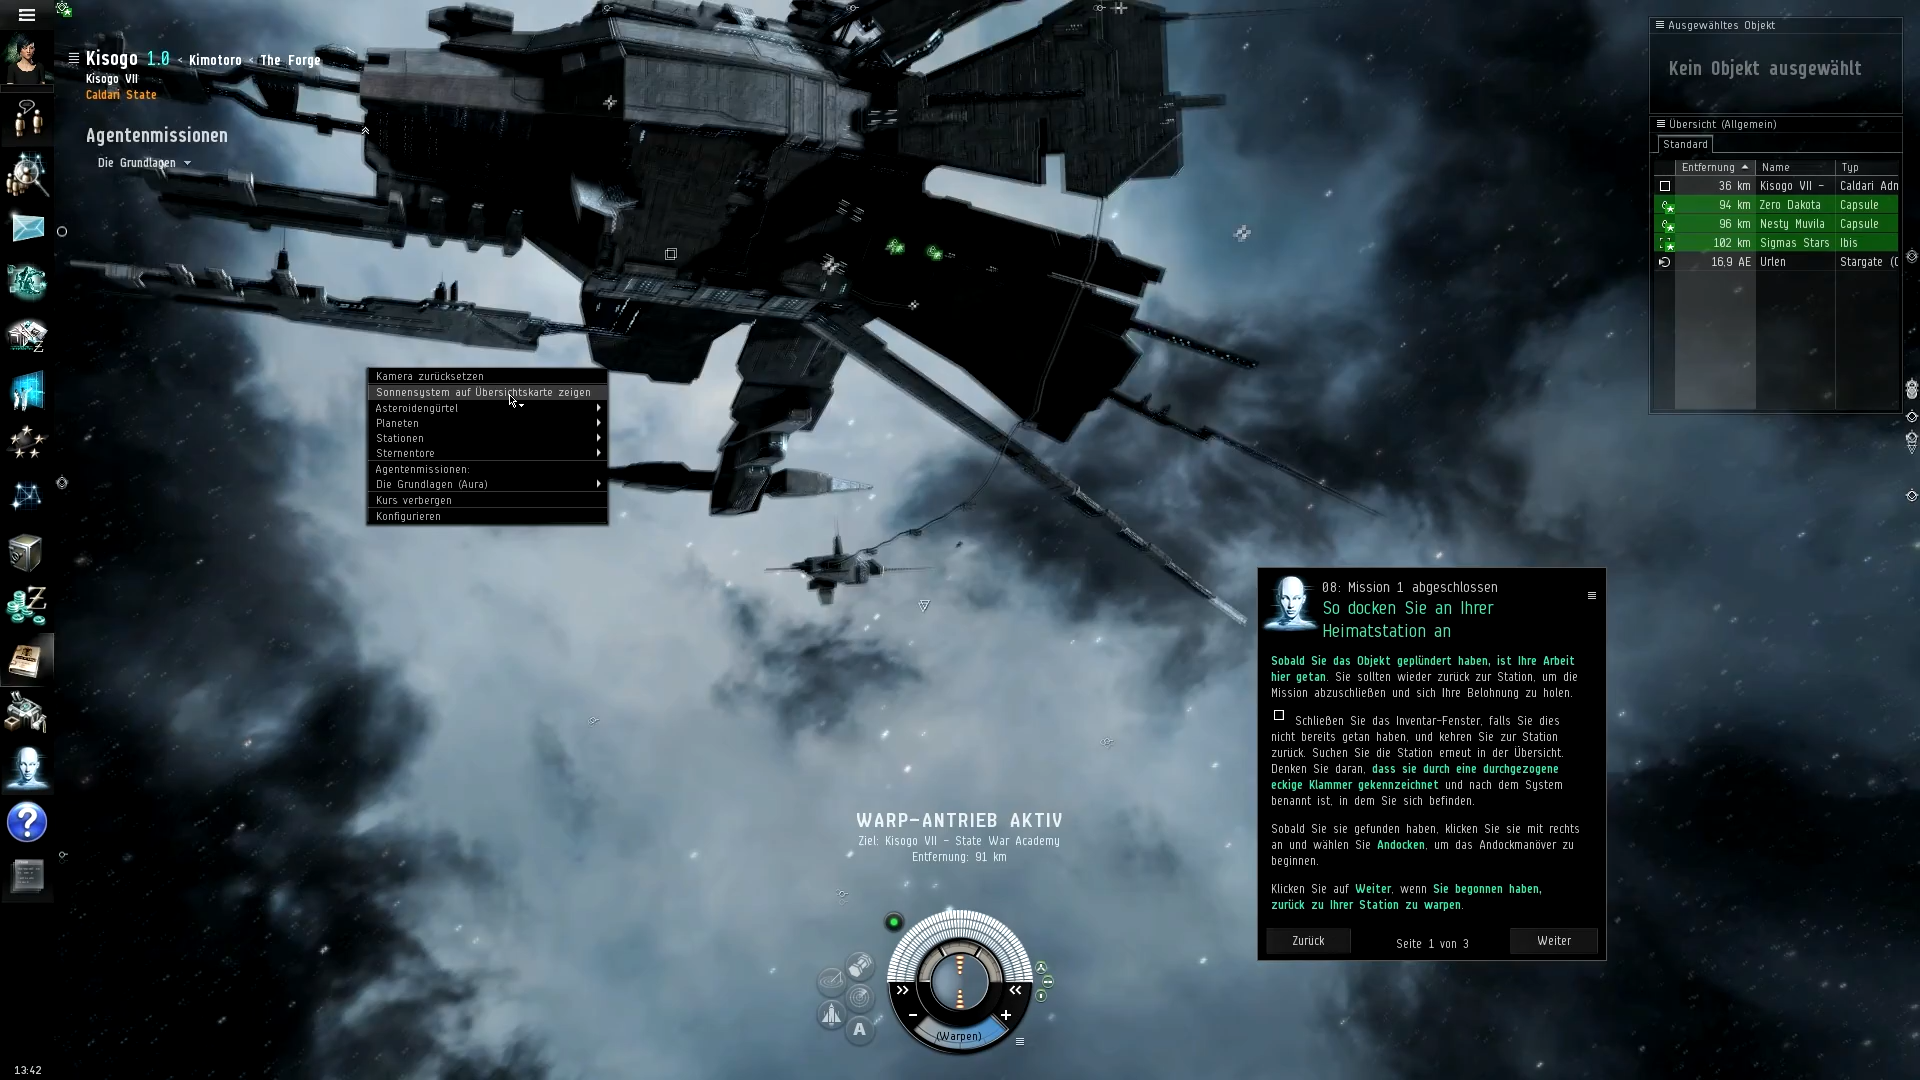 Kisogo 1.0 < Kimotoro < The Forge
Kisogo VII
Caldari State
Agentenmissionen
Die Grundlagen
Kamera zurücksetzen
Sonnensystem auf Übersichtskarte zeigen
Asteroidengürtel
Planeten
Stationen
Sternentore
Agentenmissionen:
Die Grundlagen (Aura)
Kurs verbergen
Konfigurieren
Ausgewähltes Objekt
Kein Objekt ausgewählt
Übersicht (Allgemein)
Standard
Entfernung Name Typ
36 km Kisogo VII - Caldari Adm
94 km Zero Dakota Capsule
96 km Nesty Muvila Capsule
102 km Sigmas Stars Ibis
16,9 AE Urlen Stargate (C
08: Mission 1 abgeschlossen
So docken Sie an Ihrer
Heimatstation an
Sobald Sie das Objekt geplündert haben, ist Ihre Arbeit
hier getan. Sie sollten wieder zurück zur Station, um die
Mission abzuschließen und sich Ihre Belohnung zu holen.
Schließen Sie das Inventar-Fenster, falls Sie dies
nicht bereits getan haben, und kehren Sie zur Station
zurück. Suchen Sie die Station erneut in der Übersicht.
Denken Sie daran, dass sie durch eine durchgezogene
eckige Klammer gekennzeichnet und nach dem System
benannt ist, in dem Sie sich befinden.
Sobald Sie sie gefunden haben, klicken Sie sie mit rechts
an und wählen Sie Andocken, um das Andockmanöver zu
beginnen.
Klicken Sie auf Weiter, wenn Sie begonnen haben,
zurück zu Ihrer Station zu warpen.
Zurück Seite 1 von 3 Weiter
WARP-ANTRIEB AKTIV
Ziel: Kisogo VII - State War Academy
Entfernung: 91 km
A
(Warpen)
13:42